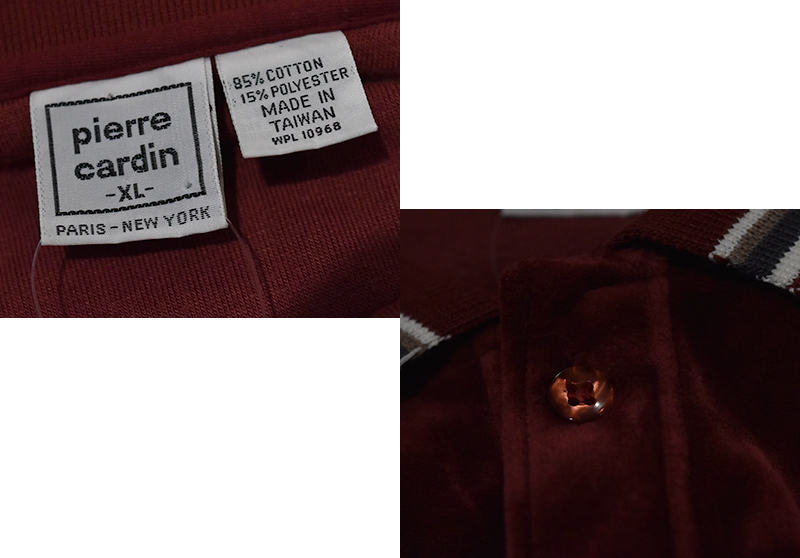 pierre
cardin
-XL-
PARIS-NEW YORK
85% COTTON
15% POLYESTER
MADE IN
TAIWAN
WPL 10968